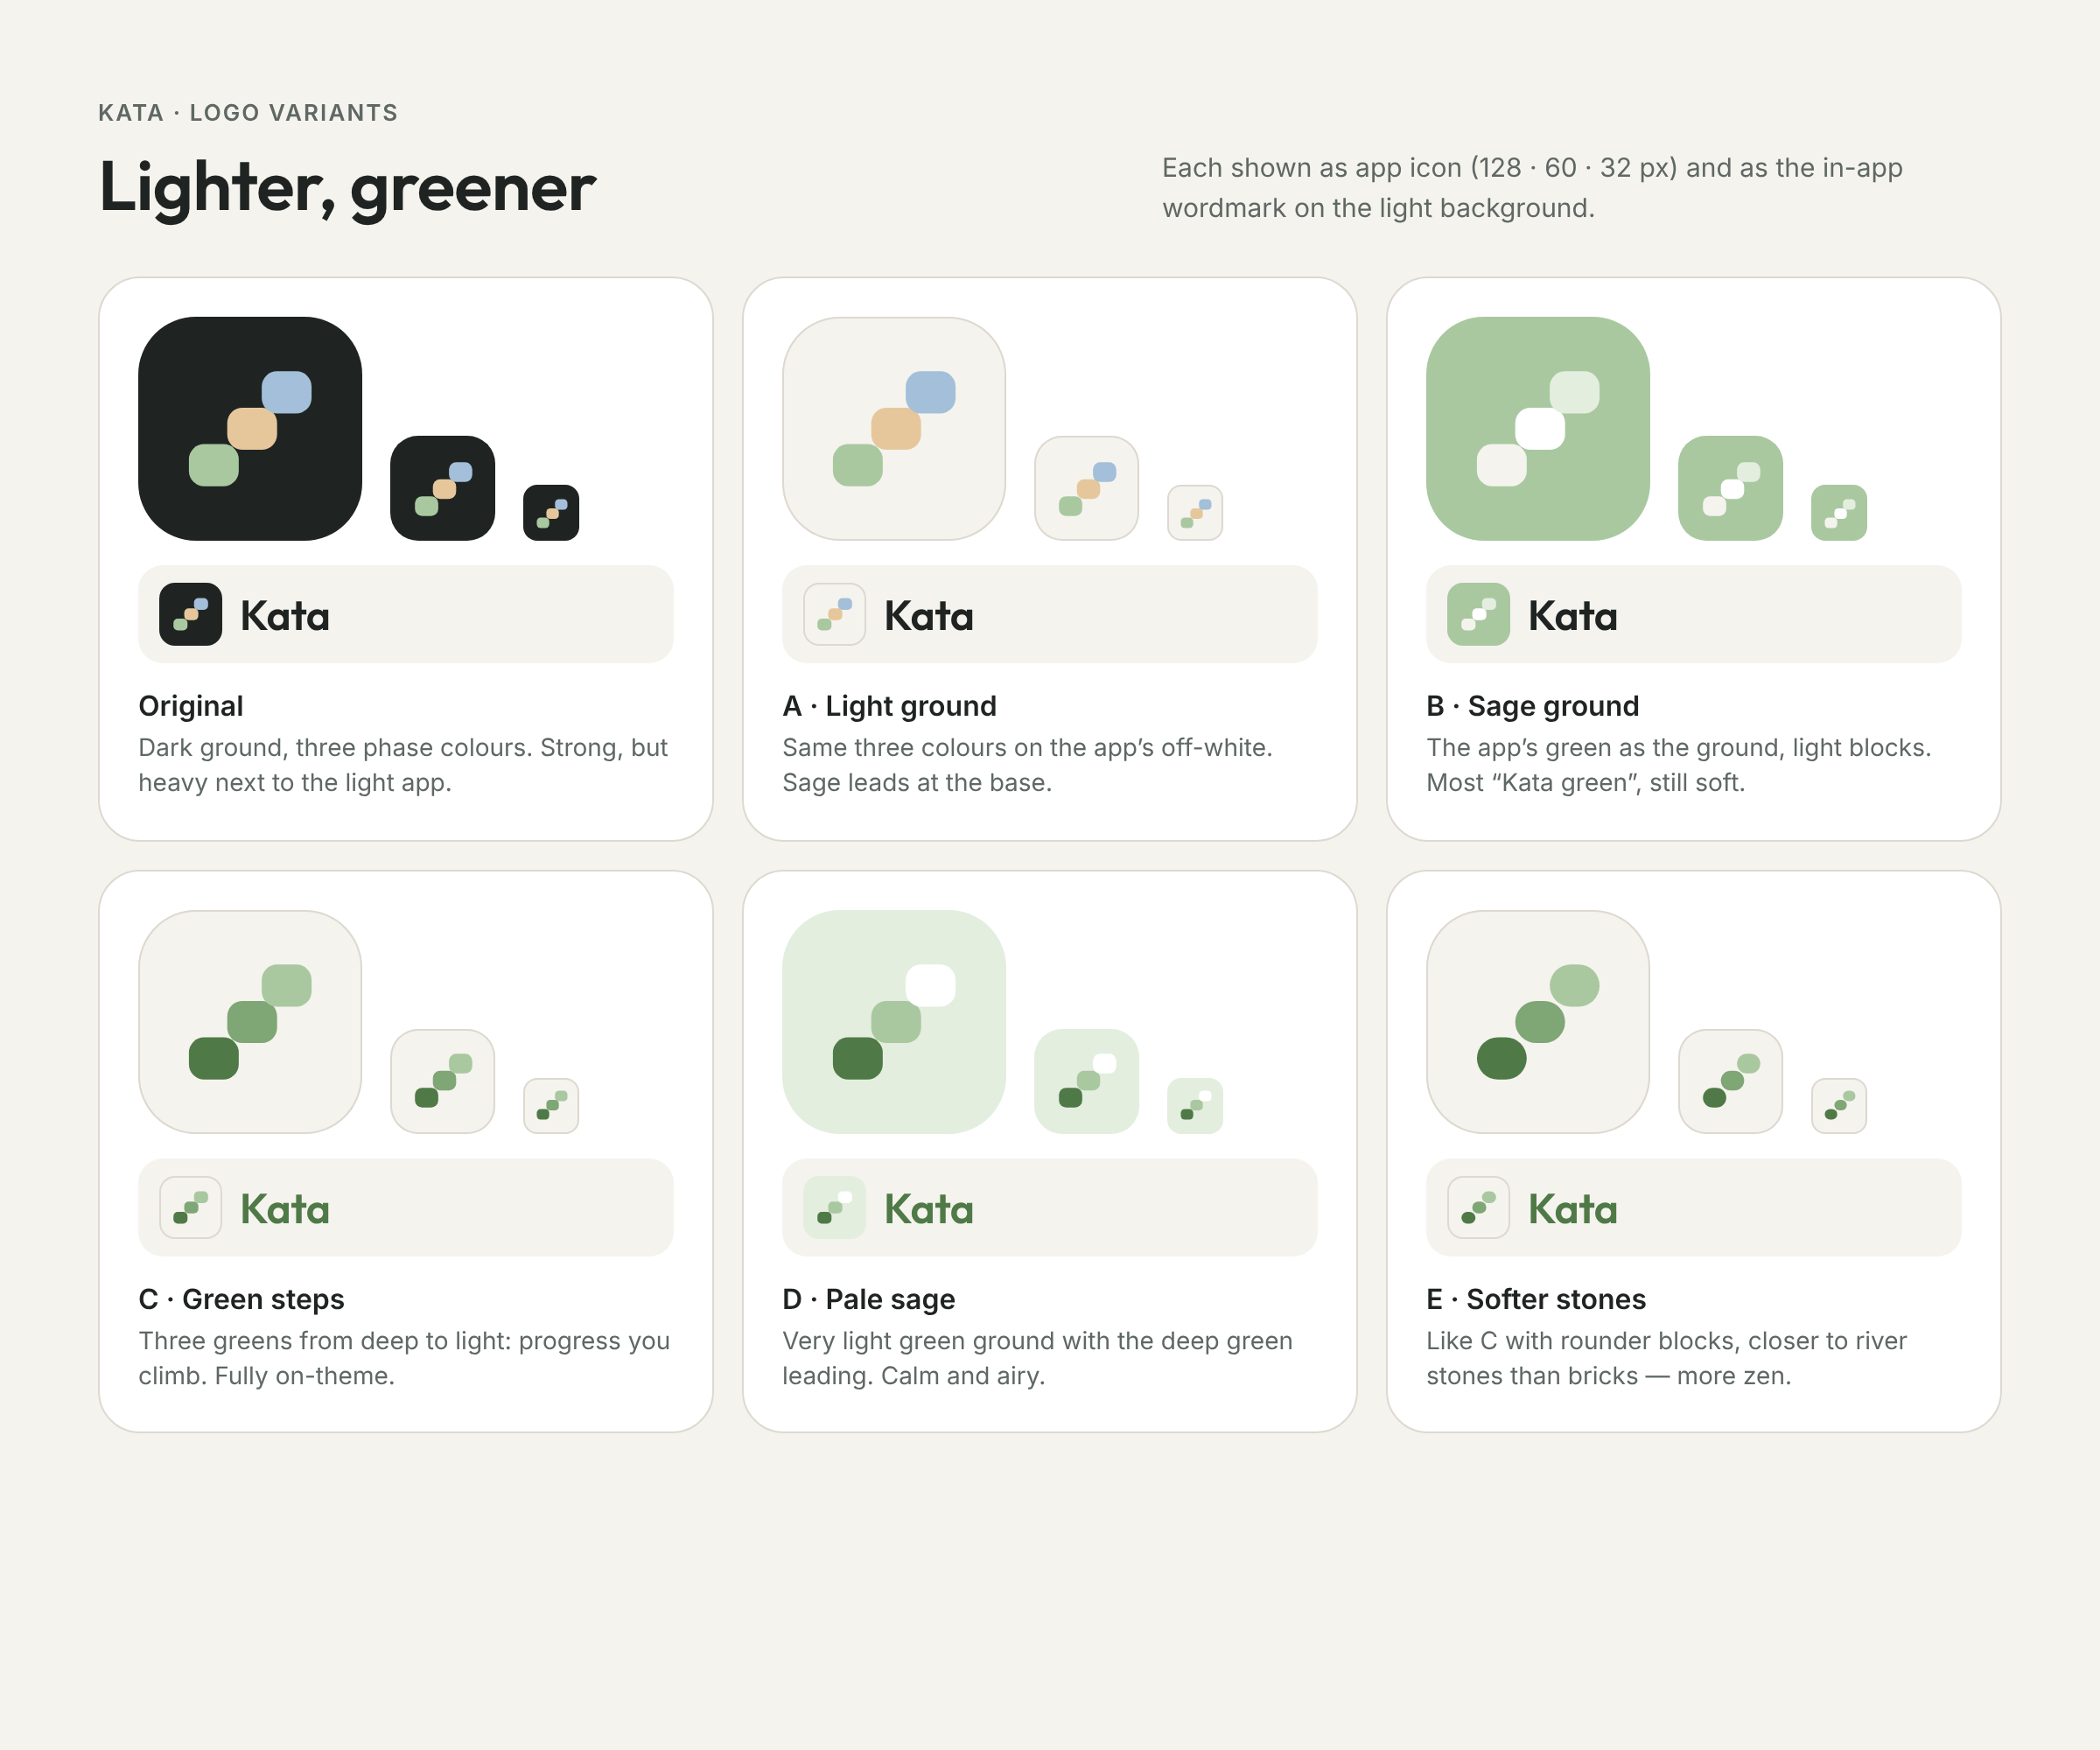 KATA · LOGO VARIANTS
Lighter, greener
Each shown as app icon (128 · 60 · 32 px) and as the in-app
wordmark on the light background.
Kata
Original
Dark ground, three phase colours. Strong, but
heavy next to the light app.
Kata
A · Light ground
Same three colours on the app’s off-white.
Sage leads at the base.
Kata
B · Sage ground
The app’s green as the ground, light blocks.
Most “Kata green”, still soft.
Kata
C · Green steps
Three greens from deep to light: progress you
climb. Fully on-theme.
Kata
D · Pale sage
Very light green ground with the deep green
leading. Calm and airy.
Kata
E · Softer stones
Like C with rounder blocks, closer to river
stones than bricks — more zen.